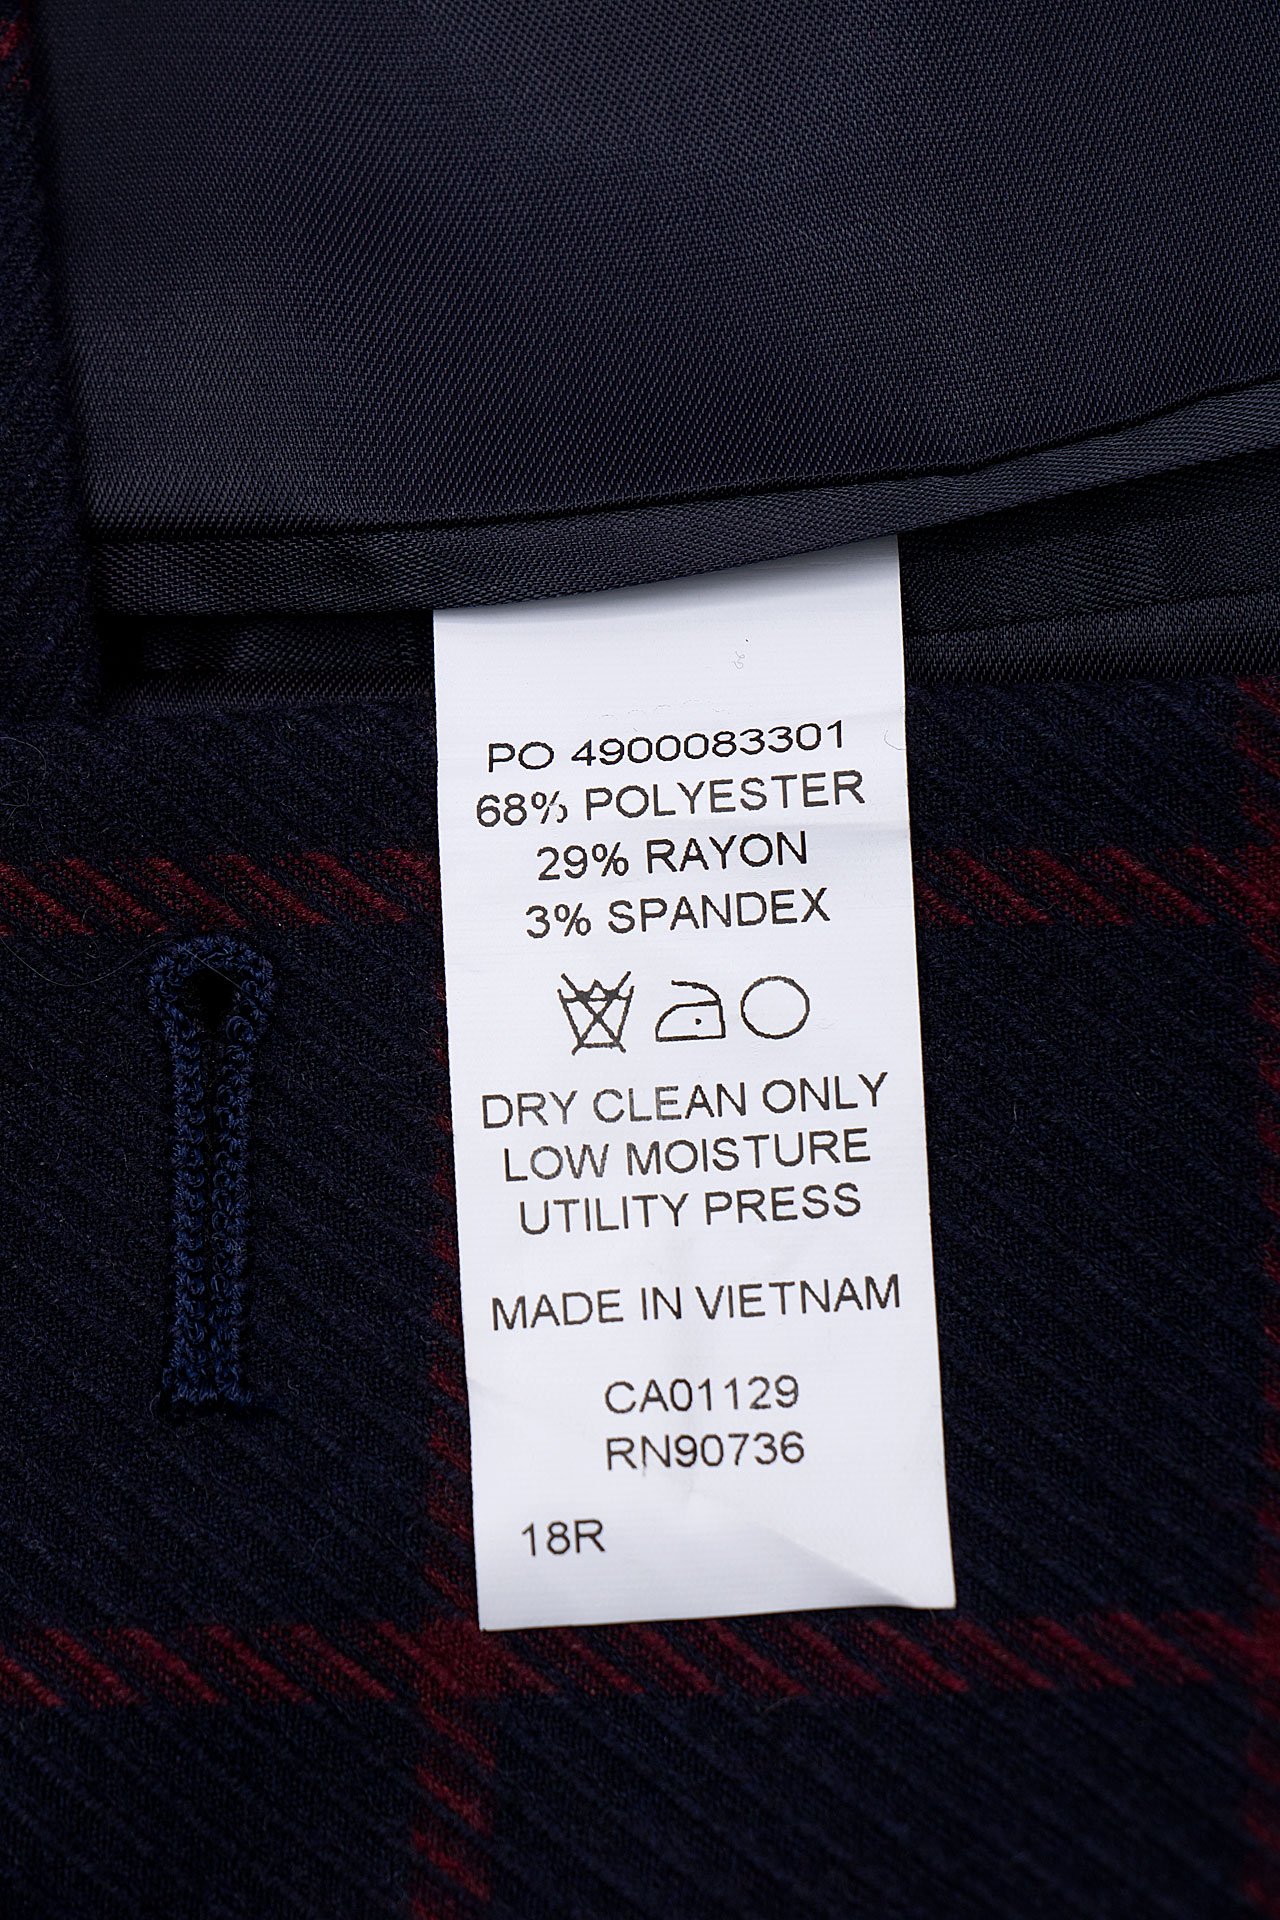 PO 4900083301
68% POLYESTER
29% RAYON
3% SPANDEX
DRY CLEAN ONLY
LOW MOISTURE
UTILITY PRESS
MADE IN VIETNAM
CA01129
RN90736
18R